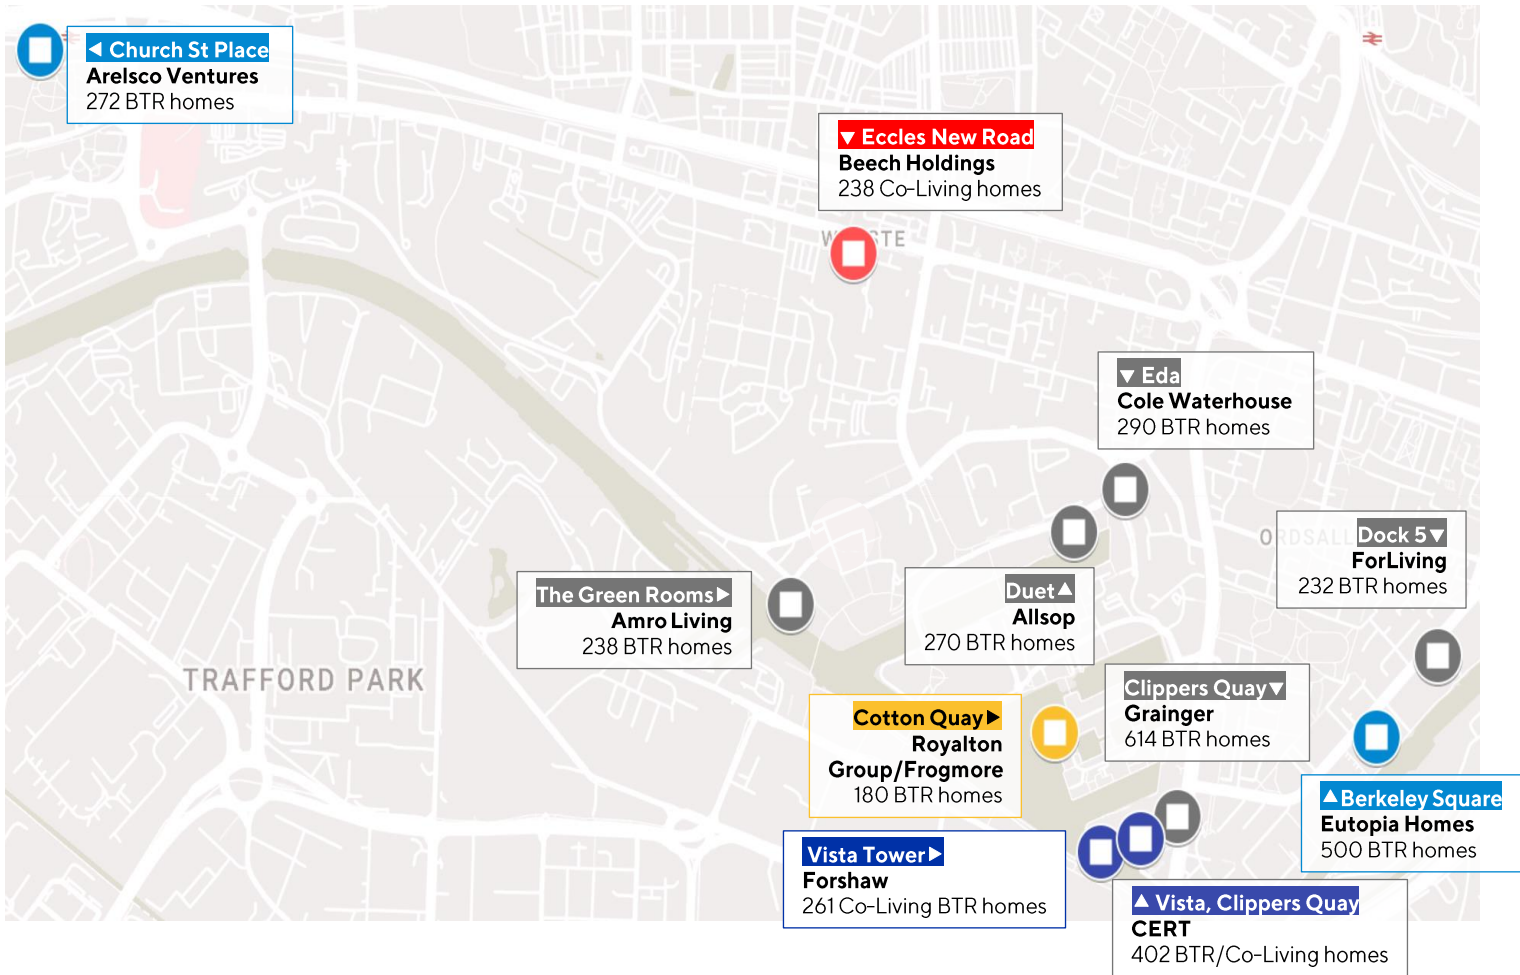 ◀ Church St Place
Arelsco Ventures
272 BTR homes
▼ Eccles New Road
Beech Holdings
238 Co-Living homes
▼ Eda
Cole Waterhouse
290 BTR homes
Dock 5▼
ForLiving
232 BTR homes
The Green Rooms▶
Amro Living
238 BTR homes
Duet▲
Allsop
270 BTR homes
TRAFFORD PARK
Clippers Quay▼
Grainger
614 BTR homes
Cotton Quay▶
Royalton
Group/Frogmore
180 BTR homes
▲Berkeley Square
Eutopia Homes
500 BTR homes
Vista Tower▶
Forshaw
261 Co-Living BTR homes
▲ Vista, Clippers Quay
CERT
402 BTR/Co-Living homes